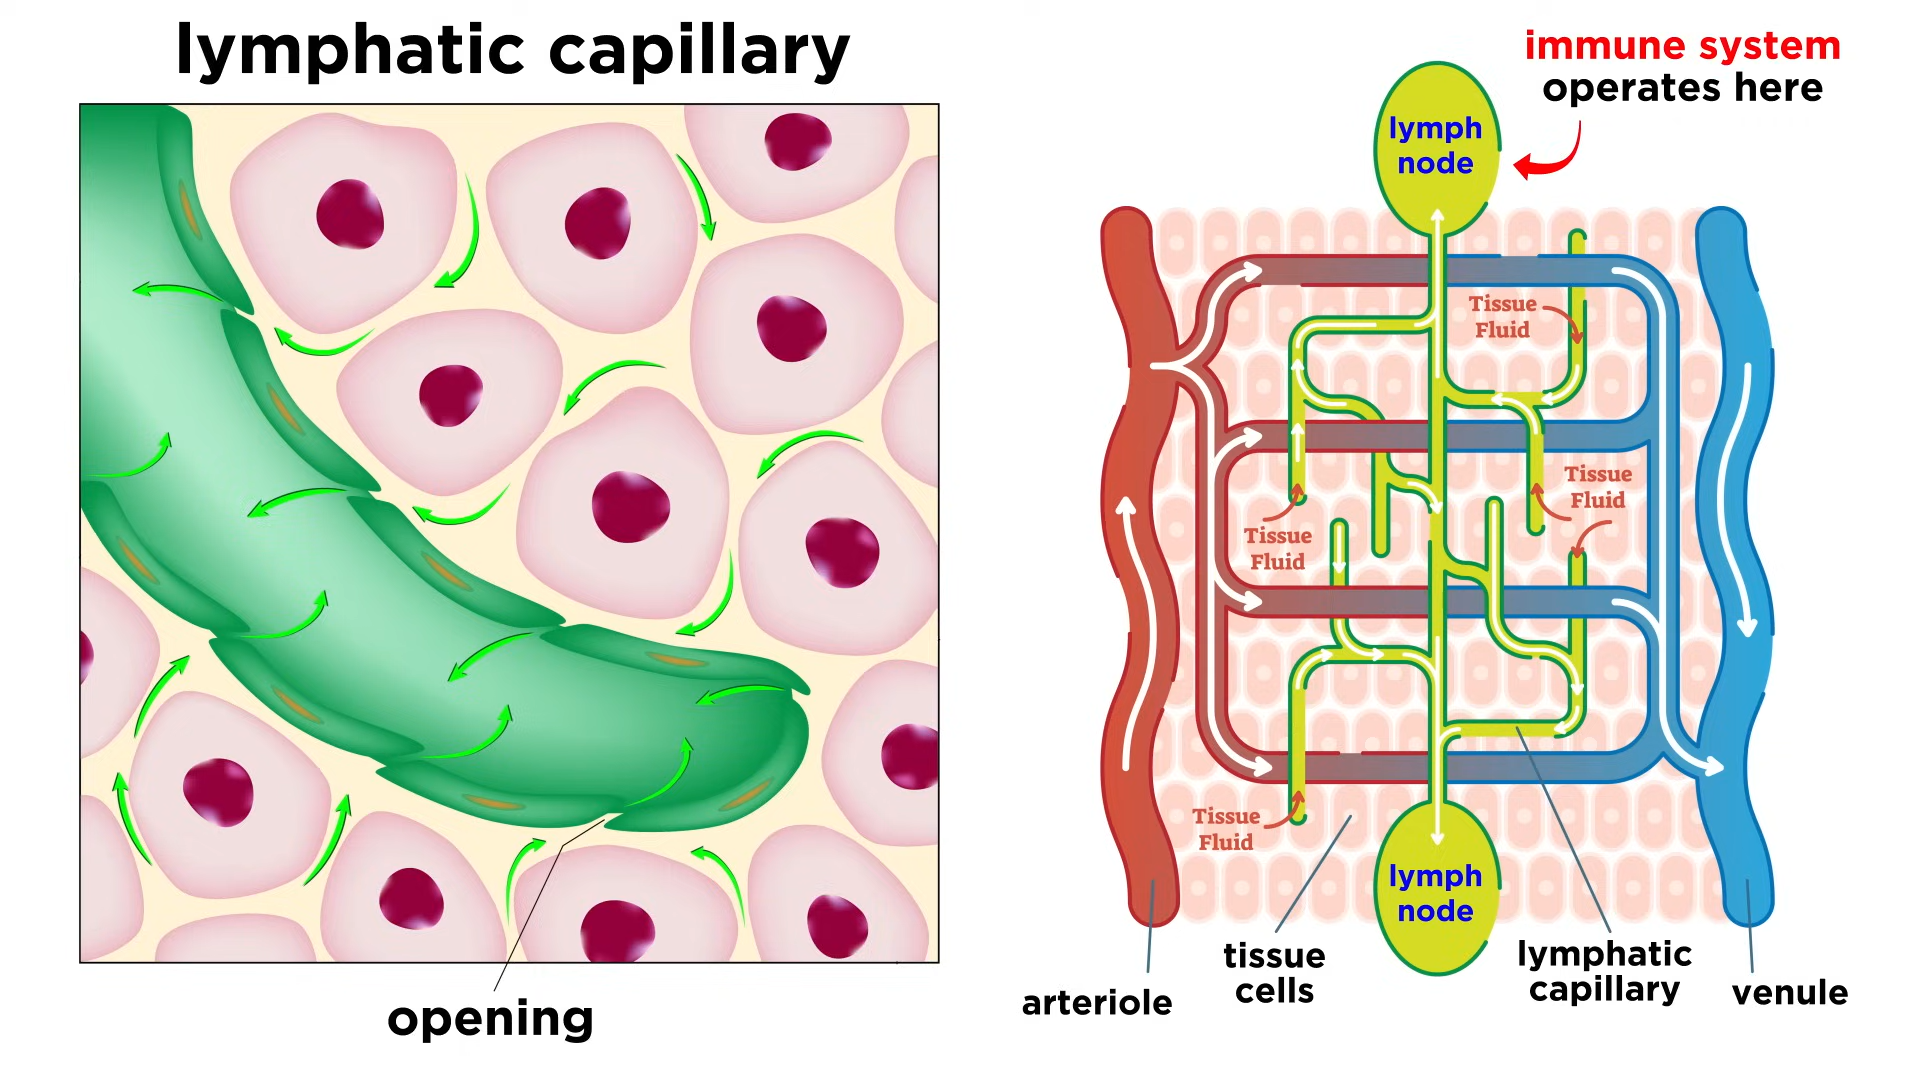 lymphatic capillary
opening
immune system
operates here
lymph
node
Tissue
Fluid
Tissue
Fluid
Tissue
Fluid
Tissue
Fluid
lymph
node
arteriole
tissue
cells
lymphatic
capillary
venule